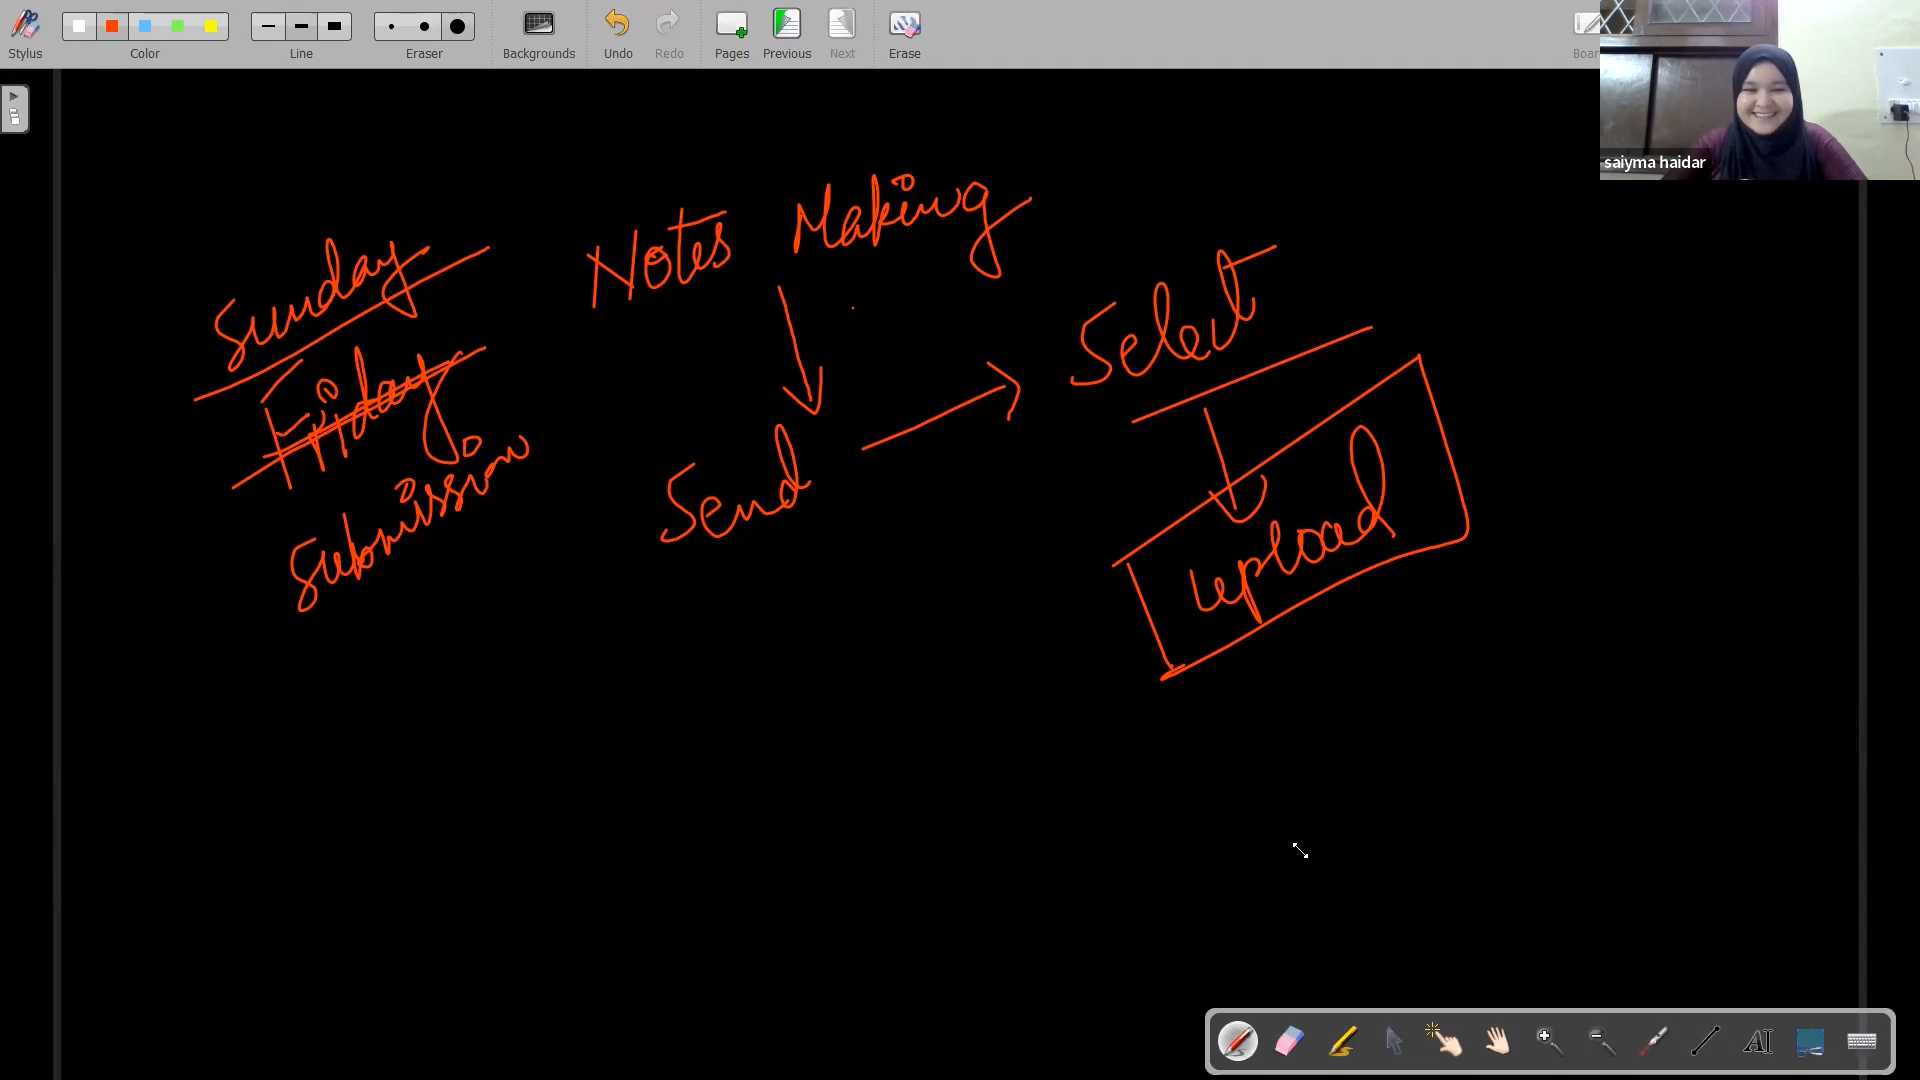 Stylus Color Line Eraser Backgrounds Undo Redo Pages Previous Next Erase
saiyma haidar
Notes Making
Sunday
Friday
Submission
Send
Select
upload
AI